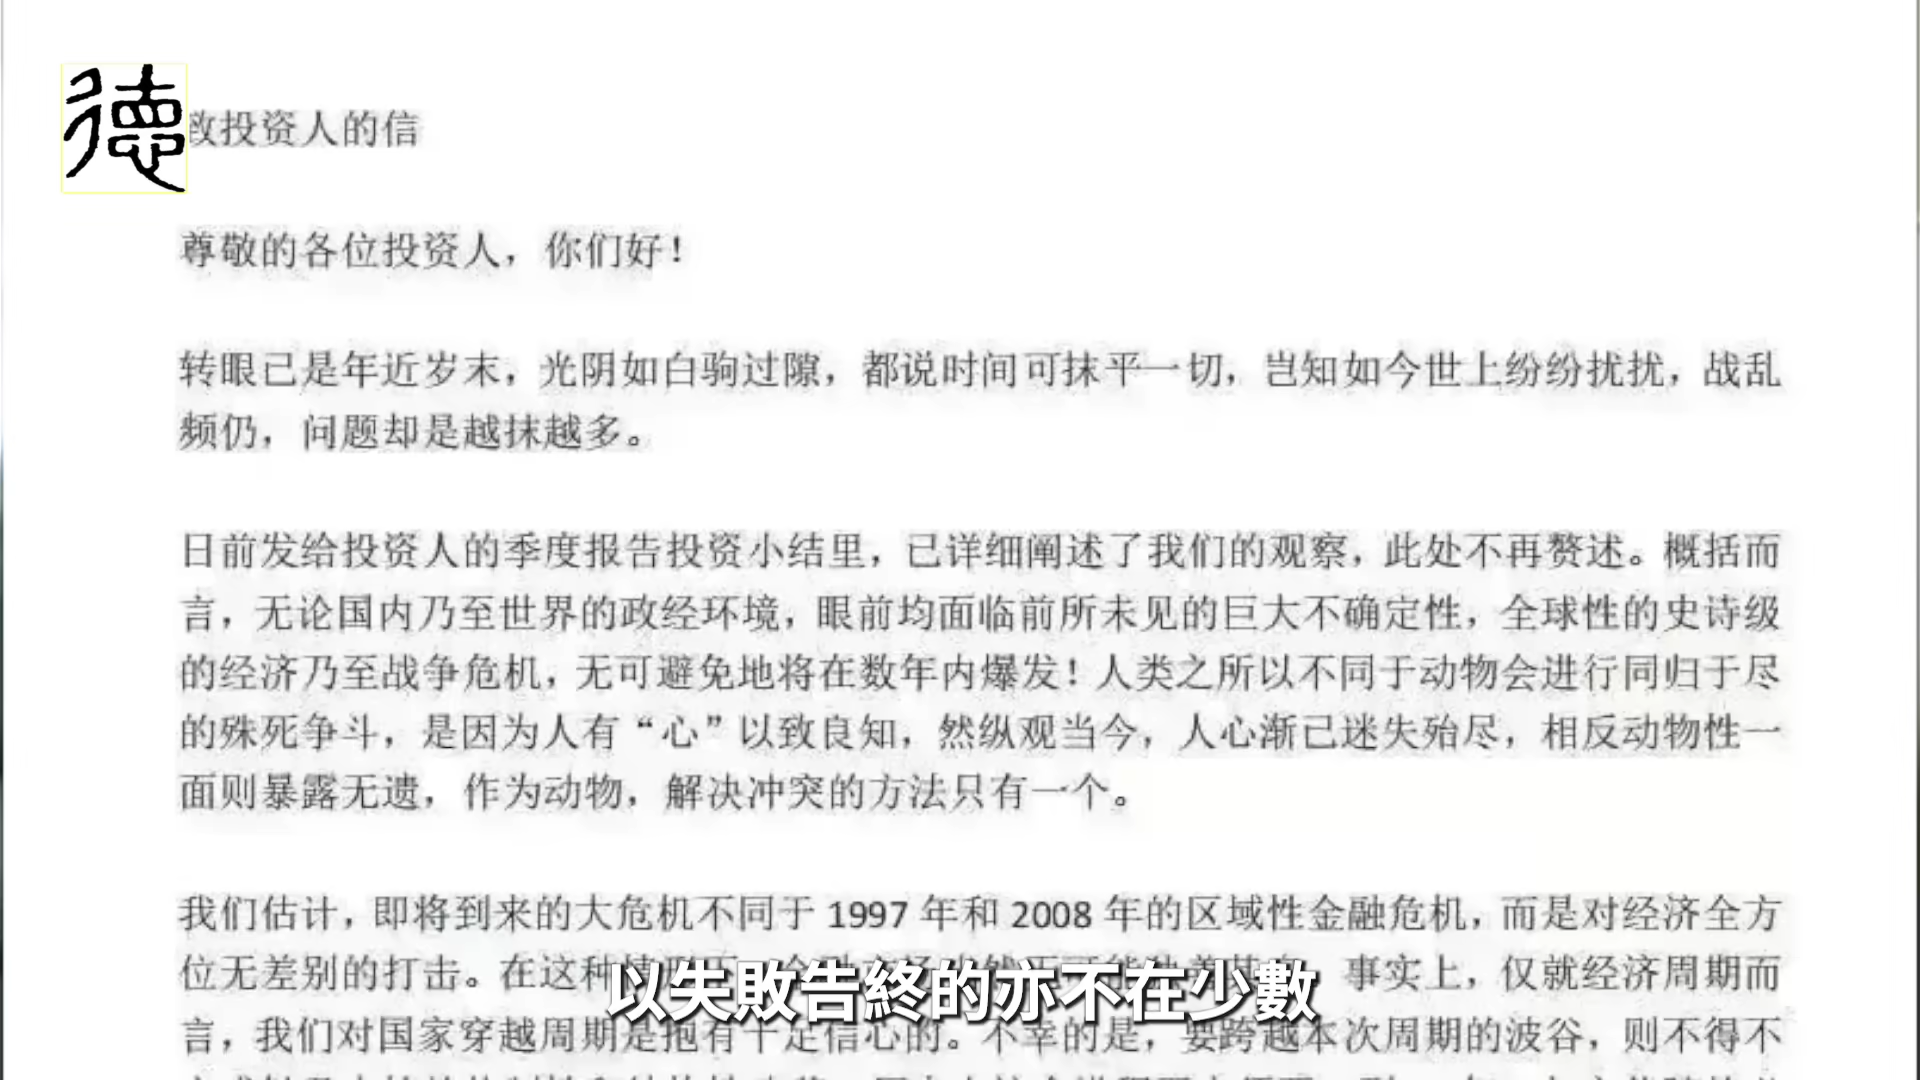 德
致投资人的信
尊敬的各位投资人，你们好！
转眼已是年近岁末，光阴如白驹过隙，都说时间可抹平一切，岂知如今世上纷纷扰扰，战乱
频仍，问题却是越抹越多。
日前发给投资人的季度报告投资小结里，已详细阐述了我们的观察，此处不再赘述。概括而
言，无论国内乃至世界的政经环境，眼前均面临前所未见的巨大不确定性，全球性的史诗级
的经济乃至战争危机，无可避免地将在数年内爆发！人类之所以不同于动物会进行同归于尽
的殊死争斗，是因为人有“心”以致良知，然纵观当今，人心渐已迷失殆尽，相反动物性一
面则暴露无遗，作为动物，解决冲突的方法只有一个。
我们估计，即将到来的大危机不同于 1997 年和 2008 年的区域性金融危机，而是对经济全方
位无差别的打击。在这种 事实上，仅就经济周期而
以失敗告終的亦不在少數
言，我们对国家穿越周期是抱有十足信心的。不幸的是，要跨越本次周期的波谷，则不得不